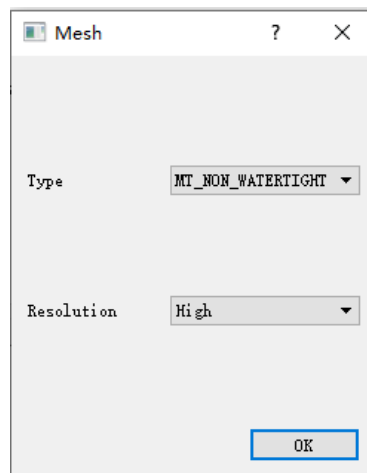 Mesh
Type
MT_NON_WATERTIGHT
Resolution
High
OK